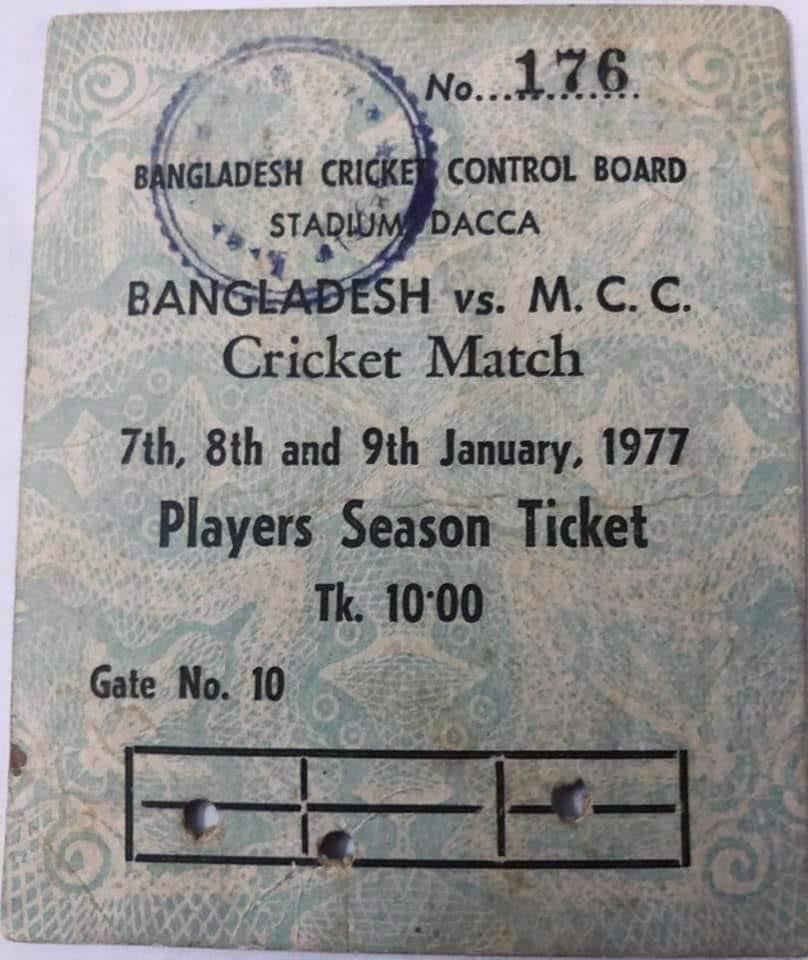 No...176......
BANGLADESH CRICKET CONTROL BOARD
STADIUM, DACCA
BANGLADESH vs. M. C. C.
Cricket Match
7th, 8th and 9th January, 1977
Players Season Ticket
Tk. 10·00
Gate No. 10